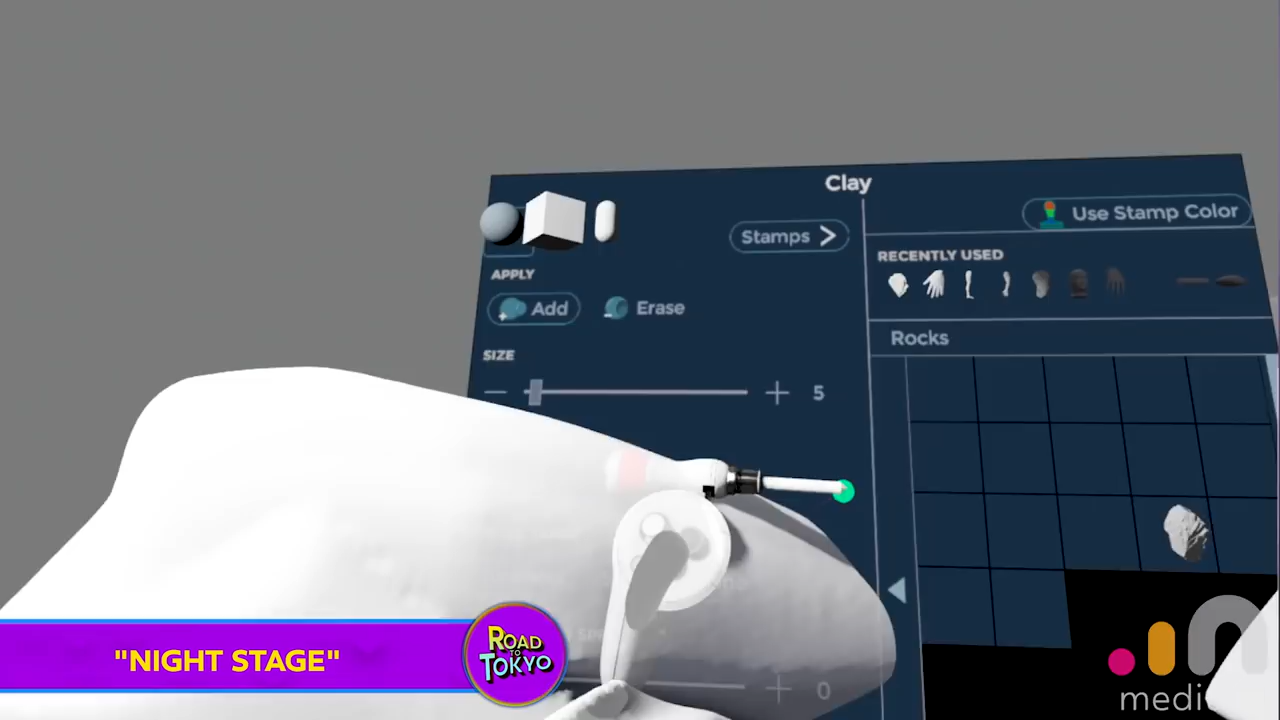 Clay
Stamps
Use Stamp Color
RECENTLY USED
APPLY
Add
Erase
Rocks
SIZE
5
0
"NIGHT STAGE"
ROAD
TO
TOKYO